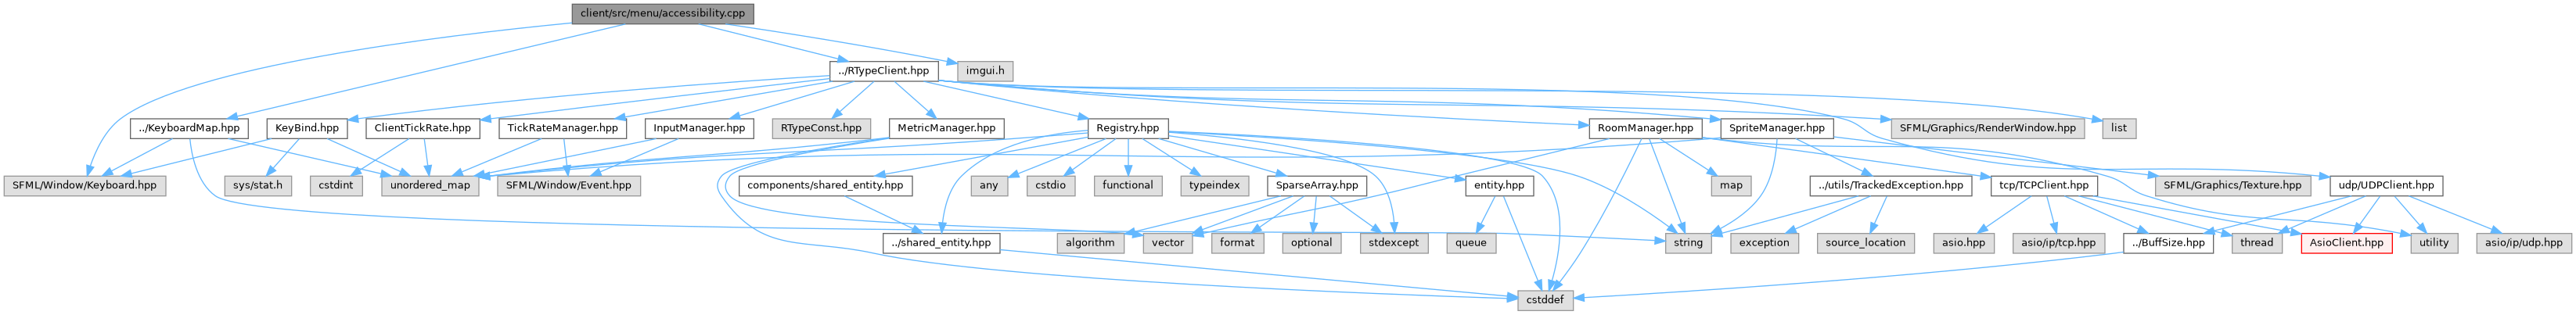 client/src/menu/accessibility.cpp
../RTypeClient.hpp
imgui.h
../KeyboardMap.hpp
KeyBind.hpp
ClientTickRate.hpp
TickRateManager.hpp
InputManager.hpp
RTypeConst.hpp
MetricManager.hpp
Registry.hpp
RoomManager.hpp
SpriteManager.hpp
SFML/Graphics/RenderWindow.hpp
list
SFML/Window/Keyboard.hpp
sys/stat.h
cstdint
unordered_map
SFML/Window/Event.hpp
components/shared_entity.hpp
any
cstdio
functional
typeindex
SparseArray.hpp
entity.hpp
map
../utils/TrackedException.hpp
tcp/TCPClient.hpp
SFML/Graphics/Texture.hpp
udp/UDPClient.hpp
../shared_entity.hpp
algorithm
vector
format
optional
stdexcept
queue
string
exception
source_location
asio.hpp
asio/ip/tcp.hpp
../BuffSize.hpp
thread
AsioClient.hpp
utility
asio/ip/udp.hpp
cstddef